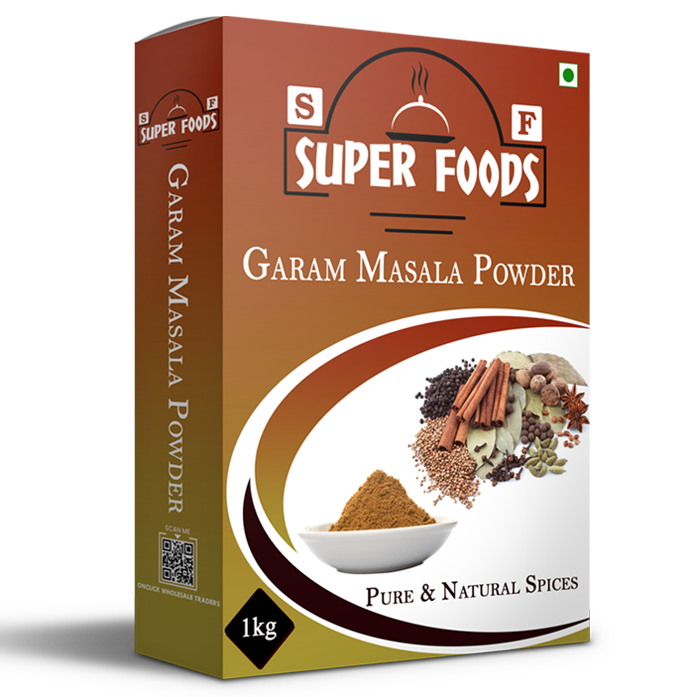 S
F
SUPER FOODS
GARAM MASALA POWDER
PURE & NATURAL SPICES
1kg
S
F
SUPER FOODS
GARAM MASALA POWDER
SCAN ME
ONCLICK WHOLESALE TRADERS